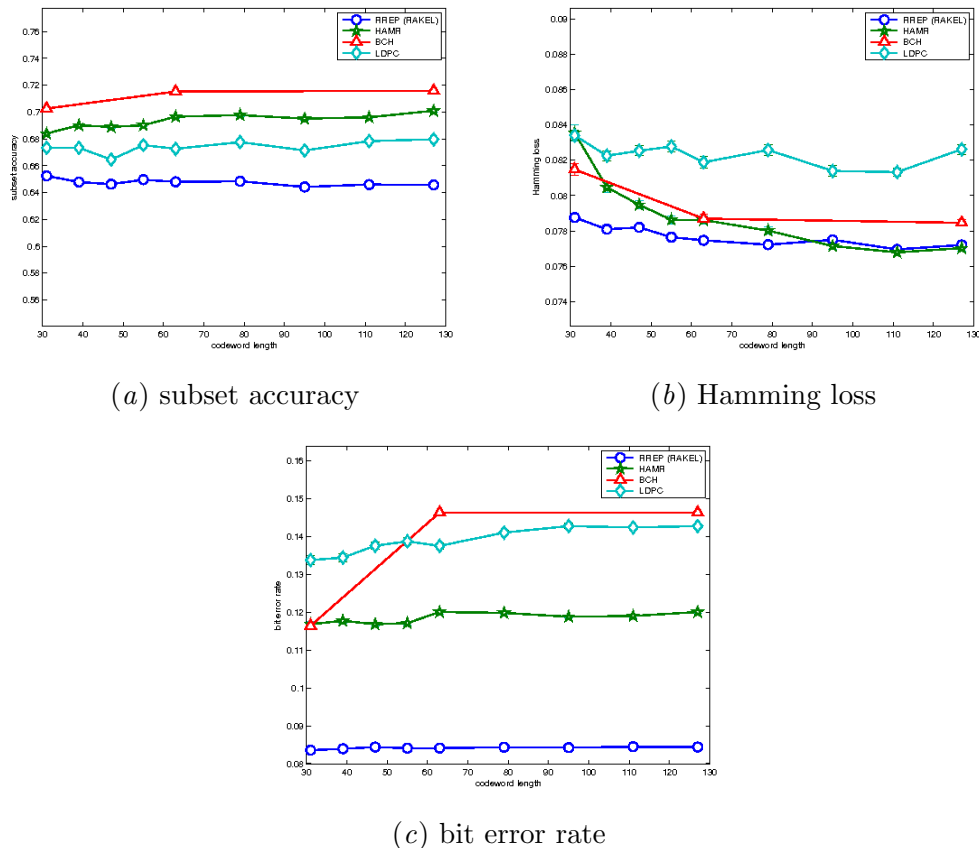 RREP (RAKEL)
HAMR
BCH
LDPC
0.76
0.74
0.72
0.7
0.68
0.66
0.64
0.62
0.6
0.58
0.56
subset accuracy
30 40 50 60 70 80 90 100 110 120 130
codeword length
(a) subset accuracy
RREP (RAKEL)
HAMR
BCH
LDPC
0.09
0.088
0.086
0.084
0.082
0.08
0.078
0.076
0.074
Hamming loss
30 40 50 60 70 80 90 100 110 120 130
codeword length
(b) Hamming loss
RREP (RAKEL)
HAMR
BCH
LDPC
0.16
0.15
0.14
0.13
0.12
0.11
0.1
0.09
0.08
bit error rate
30 40 50 60 70 80 90 100 110 120 130
codeword length
(c) bit error rate